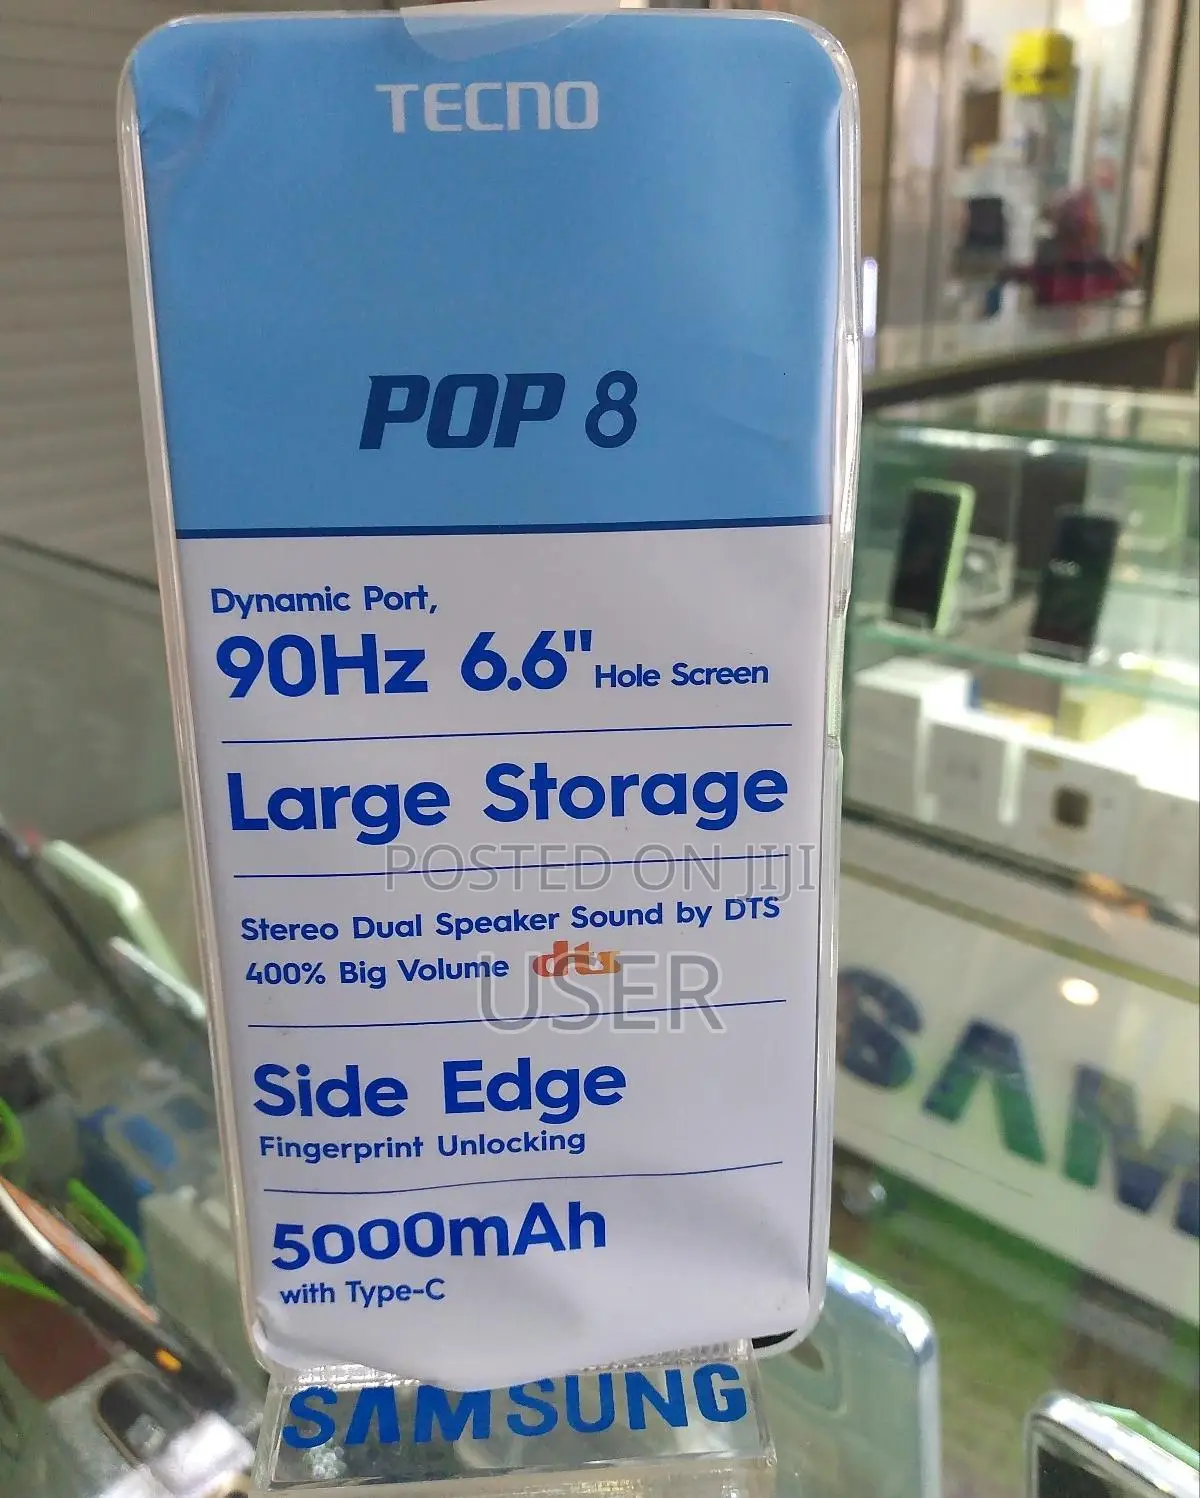 TECNO
POP 8
Dynamic Port,
90Hz 6.6" Hole Screen
Large Storage
POSTED ON JIJI
Stereo Dual Speaker Sound by DTS
400% Big Volume dts
USER
Side Edge
Fingerprint Unlocking
5000mAh
with Type-C
SAMSUNG
SAM